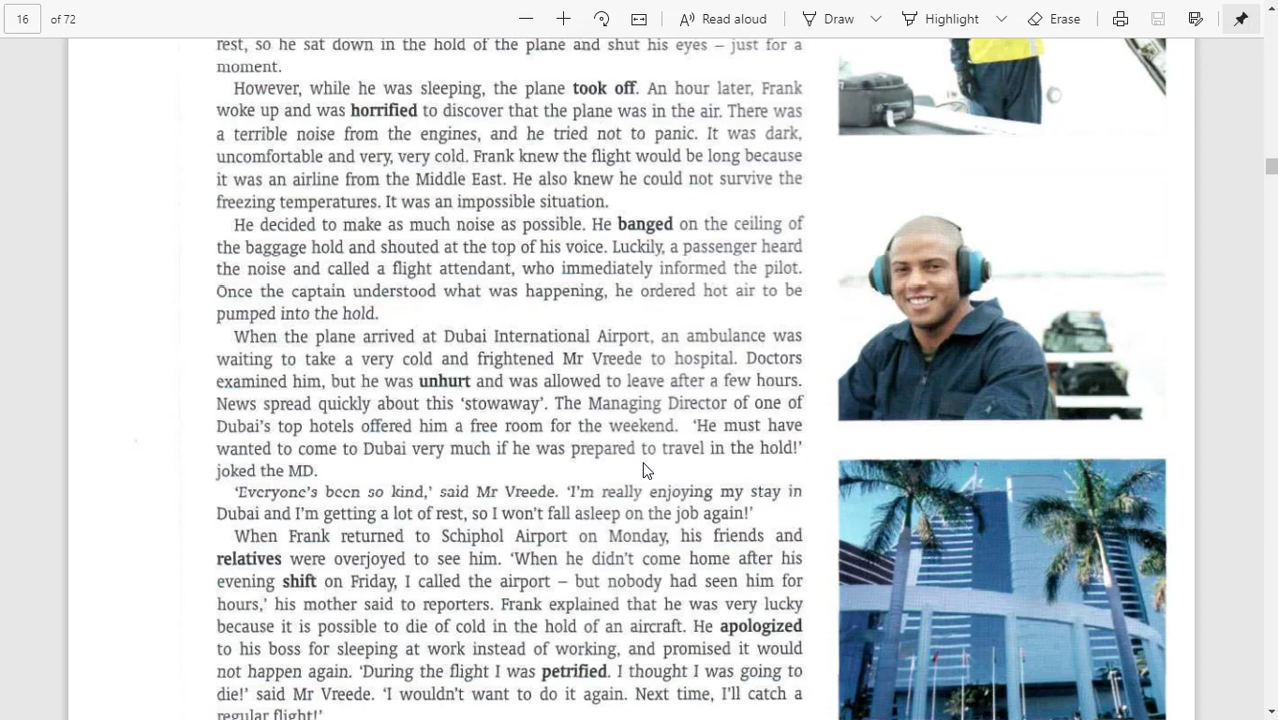 16 of 72
Read aloud
Draw
Highlight
Erase
rest, so he sat down in the hold of the plane and shut his eyes – just for a
moment.
However, while he was sleeping, the plane took off. An hour later, Frank
woke up and was horrified to discover that the plane was in the air. There was
a terrible noise from the engines, and he tried not to panic. It was dark,
uncomfortable and very, very cold. Frank knew the flight would be long because
it was an airline from the Middle East. He also knew he could not survive the
freezing temperatures. It was an impossible situation.
He decided to make as much noise as possible. He banged on the ceiling of
the baggage hold and shouted at the top of his voice. Luckily, a passenger heard
the noise and called a flight attendant, who immediately informed the pilot.
Once the captain understood what was happening, he ordered hot air to be
pumped into the hold.
When the plane arrived at Dubai International Airport, an ambulance was
waiting to take a very cold and frightened Mr Vreede to hospital. Doctors
examined him, but he was unhurt and was allowed to leave after a few hours.
News spread quickly about this ‘stowaway’. The Managing Director of one of
Dubai’s top hotels offered him a free room for the weekend. ‘He must have
wanted to come to Dubai very much if he was prepared to travel in the hold!’
joked the MD.
‘Everyone’s been so kind,’ said Mr Vreede. ‘I’m really enjoying my stay in
Dubai and I’m getting a lot of rest, so I won’t fall asleep on the job again!’
When Frank returned to Schiphol Airport on Monday, his friends and
relatives were overjoyed to see him. ‘When he didn’t come home after his
evening shift on Friday, I called the airport – but nobody had seen him for
hours,’ his mother said to reporters. Frank explained that he was very lucky
because it is possible to die of cold in the hold of an aircraft. He apologized
to his boss for sleeping at work instead of working, and promised it would
not happen again. ‘During the flight I was petrified. I thought I was going to
die!’ said Mr Vreede. ‘I wouldn’t want to do it again. Next time, I’ll catch a
regular flight!’